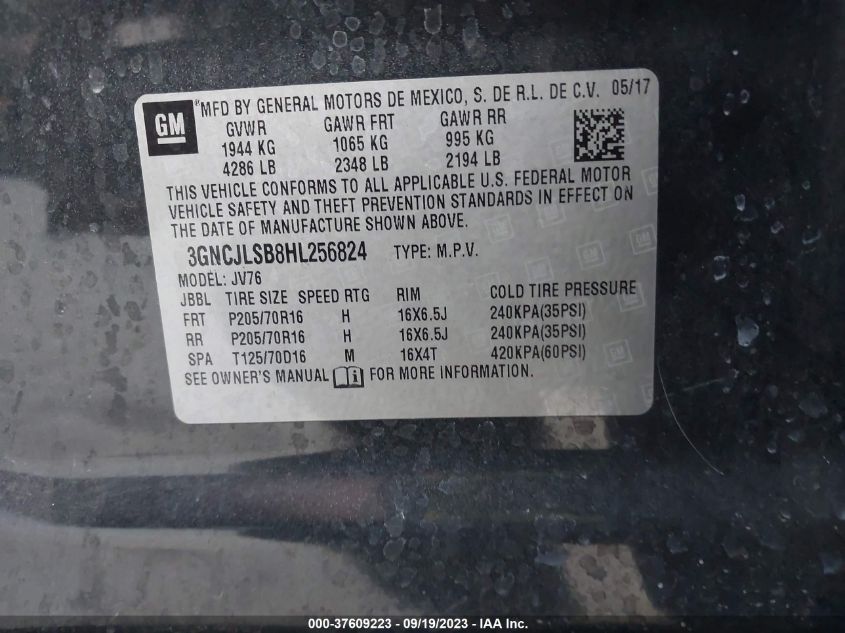 GM
®MFD BY GENERAL MOTORS DE MEXICO, S. DE R.L. DE C.V. 05/17
GVWR GAWR FRT GAWR RR
1944 KG 1065 KG 995 KG
4286 LB 2348 LB 2194 LB
THIS VEHICLE CONFORMS TO ALL APPLICABLE U.S. FEDERAL MOTOR
VEHICLE SAFETY AND THEFT PREVENTION STANDARDS IN EFFECT ON
THE DATE OF MANUFACTURE SHOWN ABOVE.
3GNCJLSB8HL256824 TYPE: M.P.V.
MODEL: JV76
JBBL TIRE SIZE SPEED RTG RIM COLD TIRE PRESSURE
FRT P205/70R16 H 16X6.5J 240KPA(35PSI)
RR P205/70R16 H 16X6.5J 240KPA(35PSI)
SPA T125/70D16 M 16X4T 420KPA(60PSI)
SEE OWNER'S MANUAL i FOR MORE INFORMATION.
000-37609223 - 09/19/2023 - IAA Inc.